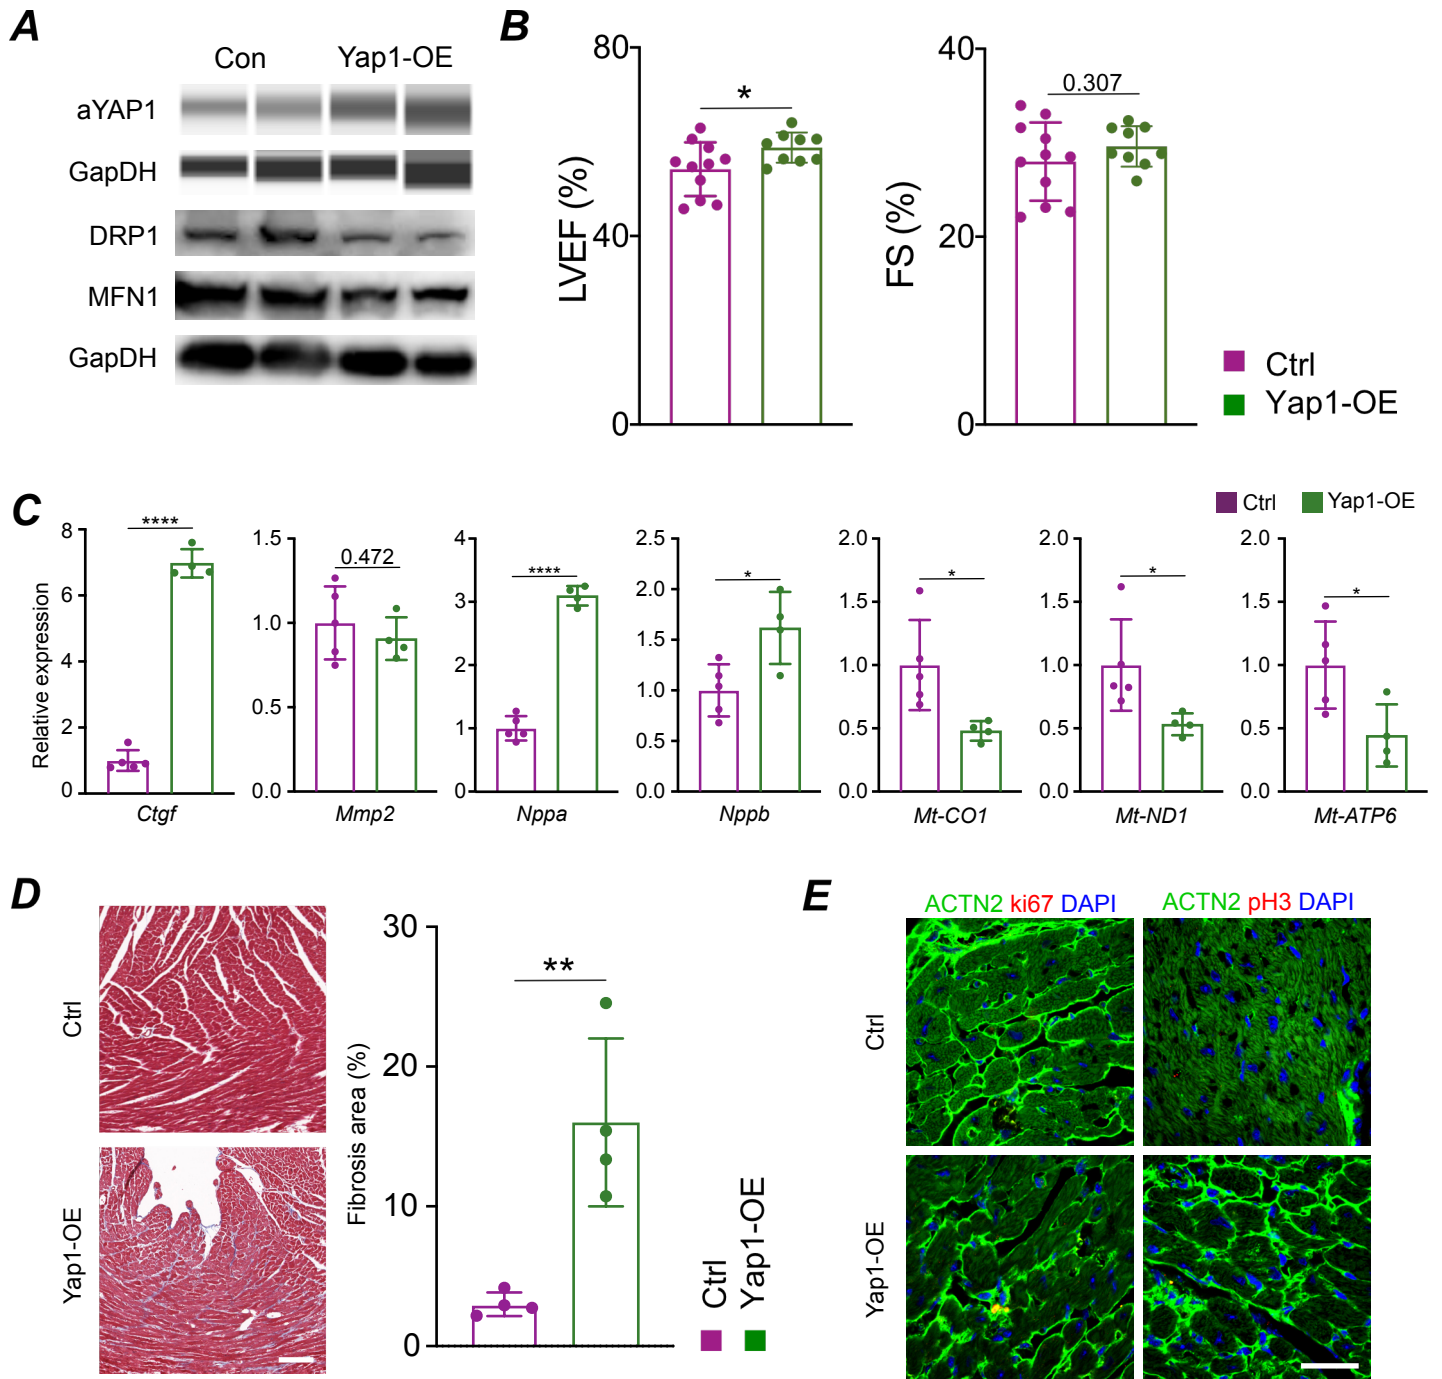 A
Con Yap1-OE
aYAP1
GapDH
DRP1
MFN1
GapDH
B
80
40
0
LVEF (%)
*
40
20
0
FS (%)
0.307
Ctrl
Yap1-OE
C
Ctrl Yap1-OE
Relative expression
8
6
4
2
0
****
Ctgf
1.5
1.0
0.5
0.0
0.472
Mmp2
4
3
2
1
0
****
Nppa
2.5
2.0
1.5
1.0
0.5
0.0
*
Nppb
2.0
1.5
1.0
0.5
0.0
*
Mt-CO1
2.0
1.5
1.0
0.5
0.0
*
Mt-ND1
2.0
1.5
1.0
0.5
0.0
*
Mt-ATP6
D
Ctrl
Yap1-OE
Fibrosis area (%)
30
20
10
0
**
Ctrl
Yap1-OE
E
ACTN2 ki67 DAPI
ACTN2 pH3 DAPI
Ctrl
Yap1-OE